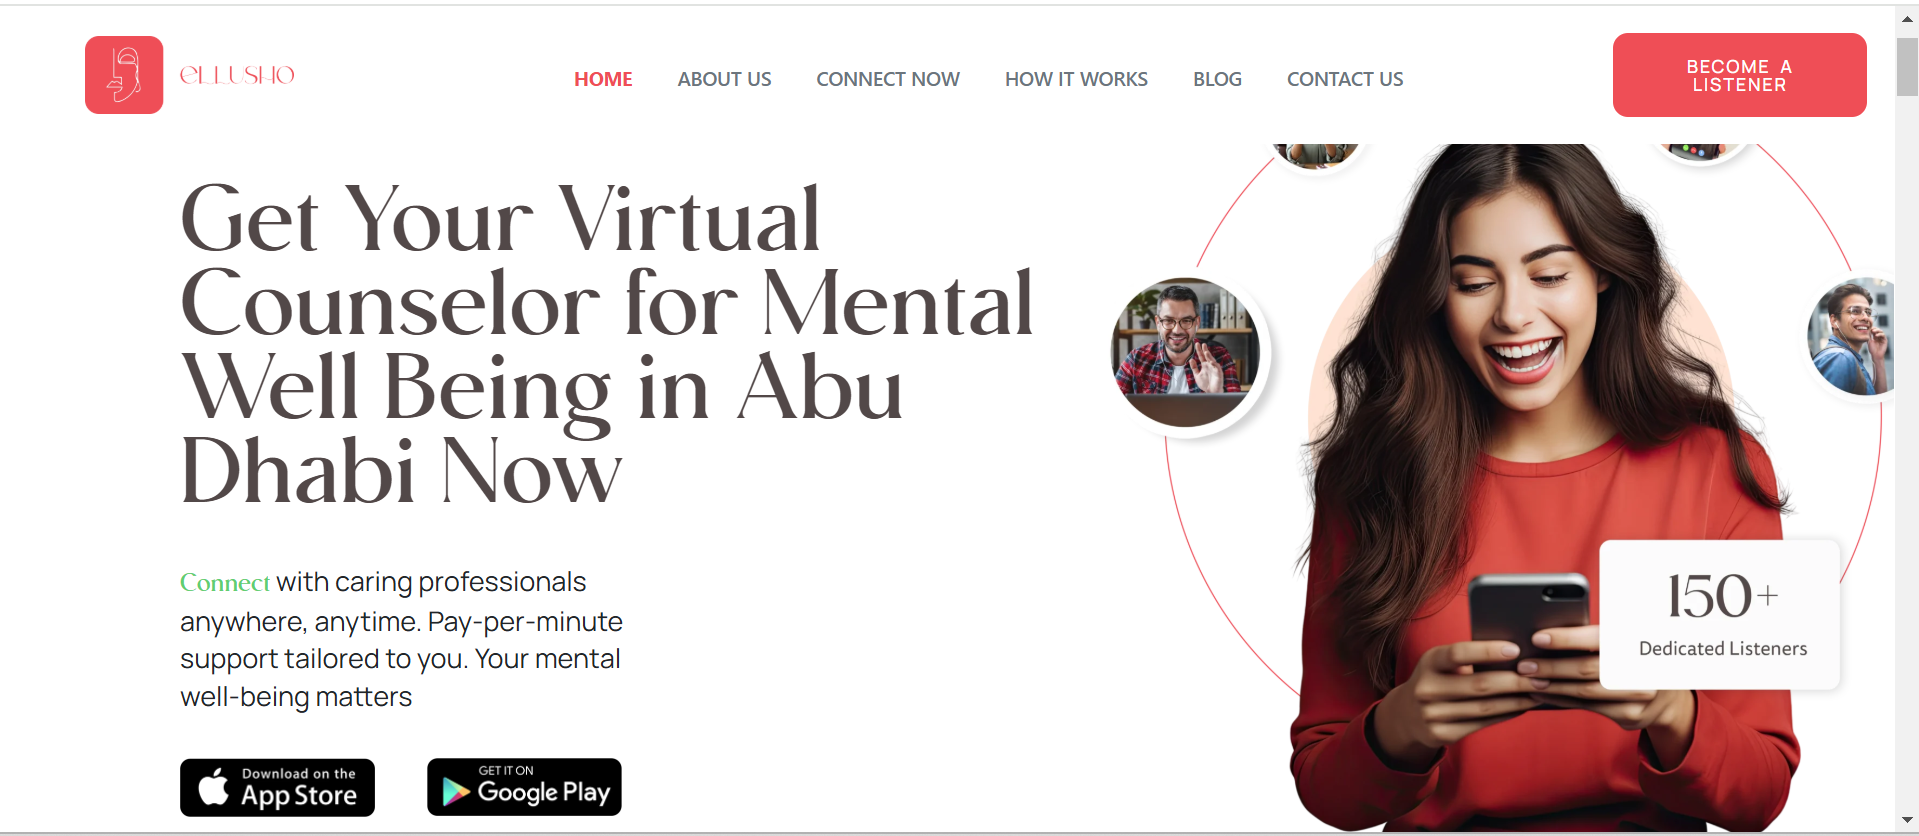 ELLUSHO
HOME
ABOUT US
CONNECT NOW
HOW IT WORKS
BLOG
CONTACT US
BECOME A
LISTENER
Get Your Virtual
Counselor for Mental
Well Being in Abu
Dhabi Now
Connect with caring professionals
anywhere, anytime. Pay-per-minute
support tailored to you. Your mental
well-being matters
Download on the
App Store
GET IT ON
Google Play
150+
Dedicated Listeners